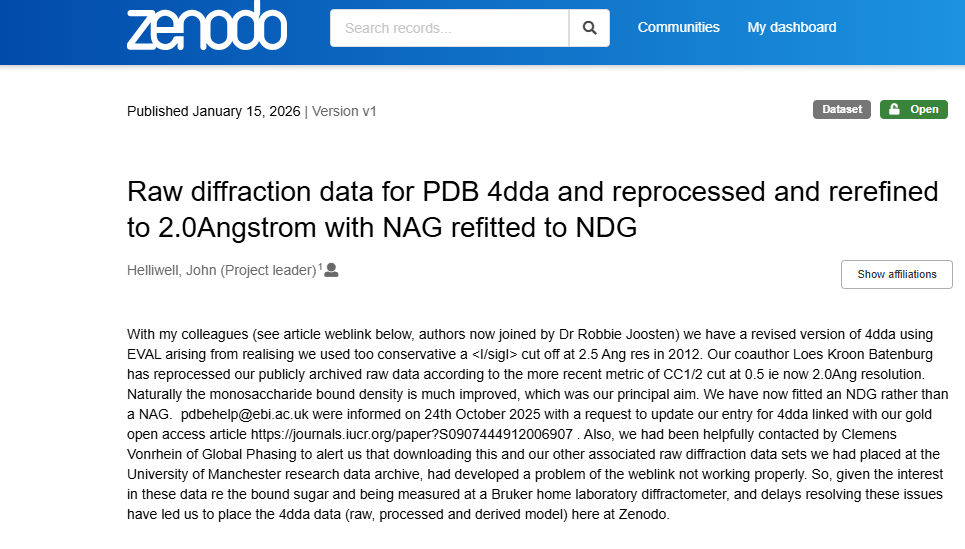 zenodo
Search records...
Communities
My dashboard
Published January 15, 2026 | Version v1
Dataset
Open
Raw diffraction data for PDB 4dda and reprocessed and rerefined
to 2.0Angstrom with NAG refitted to NDG
Helliwell, John (Project leader) 1
Show affiliations
With my colleagues (see article weblink below, authors now joined by Dr Robbie Joosten) we have a revised version of 4dda using
EVAL arising from realising we used too conservative a <I/sigI> cut off at 2.5 Ang res in 2012. Our coauthor Loes Kroon Batenburg
has reprocessed our publicly archived raw data according to the more recent metric of CC1/2 cut at 0.5 ie now 2.0Ang resolution.
Naturally the monosaccharide bound density is much improved, which was our principal aim. We have now fitted an NDG rather than
a NAG.  pdbehelp@ebi.ac.uk were informed on 24th October 2025 with a request to update our entry for 4dda linked with our gold
open access article https://journals.iucr.org/paper?S0907444912006907 . Also, we had been helpfully contacted by Clemens
Vonrhein of Global Phasing to alert us that downloading this and our other associated raw diffraction data sets we had placed at the
University of Manchester research data archive, had developed a problem of the weblink not working properly. So, given the interest
in these data re the bound sugar and being measured at a Bruker home laboratory diffractometer, and delays resolving these issues
have led us to place the 4dda data (raw, processed and derived model) here at Zenodo.